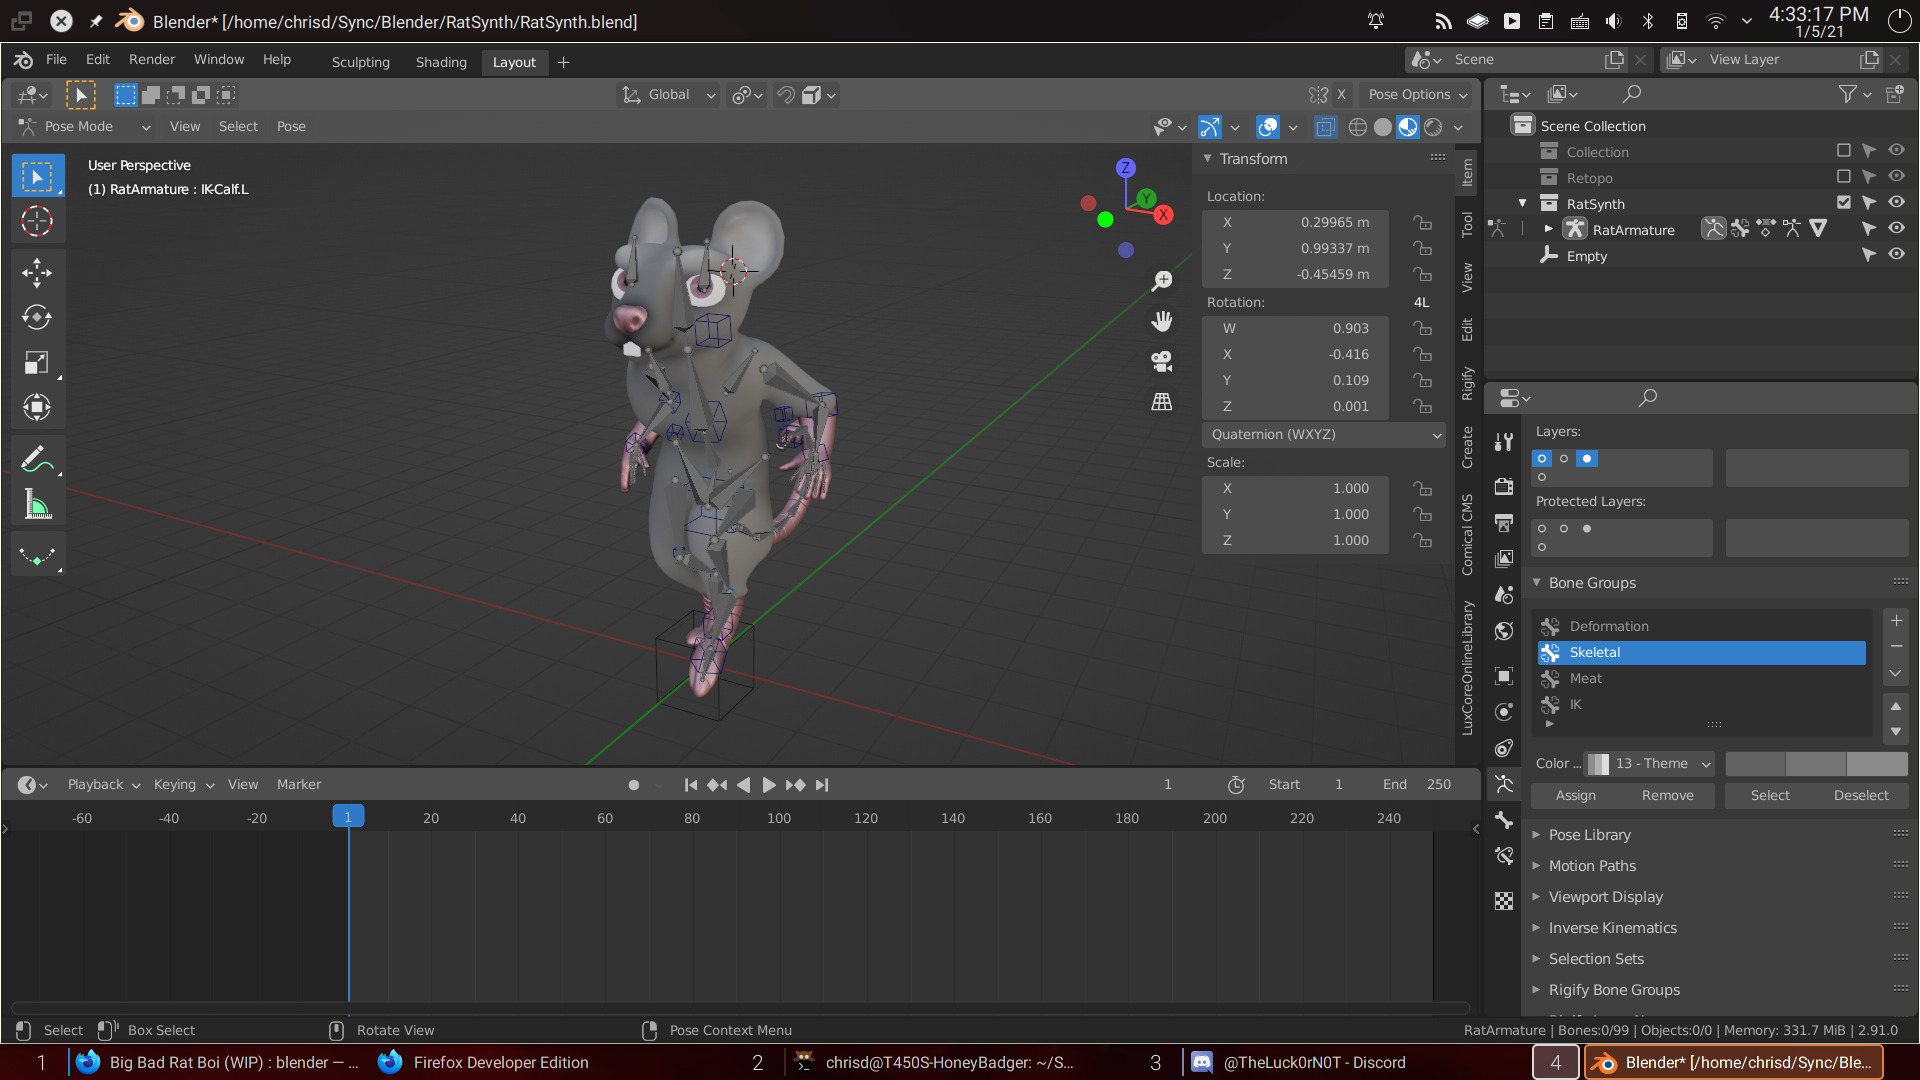 Blender* [/home/chrisd/Sync/Blender/RatSynth/RatSynth.blend]
4:33:17 PM
1/5/21
File Edit Render Window Help
Sculpting Shading Layout
Scene
View Layer
Global
X
Pose Options
Pose Mode View Select Pose
User Perspective
(1) RatArmature : IK-Calf.L
Z
Y
X
Transform
Location:
X 0.29965 m
Y 0.99337 m
Z -0.45459 m
Rotation: 4L
W 0.903
X -0.416
Y 0.109
Z 0.001
Quaternion (WXYZ)
Scale:
X 1.000
Y 1.000
Z 1.000
Item
Tool
View
Edit
Rigify
Create
Comical CMS
LuxCoreOnlineLibrary
Scene Collection
Collection
Retopo
RatSynth
RatArmature
Empty
Layers:
Protected Layers:
Bone Groups
Deformation
Skeletal
Meat
IK
Color ... 13 - Theme
Assign Remove Select Deselect
Pose Library
Motion Paths
Viewport Display
Inverse Kinematics
Selection Sets
Rigify Bone Groups
Playback Keying View Marker
1 Start 1 End 250
-60 -40 -20 1 20 40 60 80 100 120 140 160 180 200 220 240
Select Box Select Rotate View Pose Context Menu
RatArmature | Bones:0/99 | Objects:0/0 | Memory: 331.7 MiB | 2.91.0
1 Big Bad Rat Boi (WIP) : blender — ... Firefox Developer Edition 2 chrisd@T450S-HoneyBadger: ~/S... 3 @TheLuck0rN0T - Discord 4 Blender* [/home/chrisd/Sync/Ble...